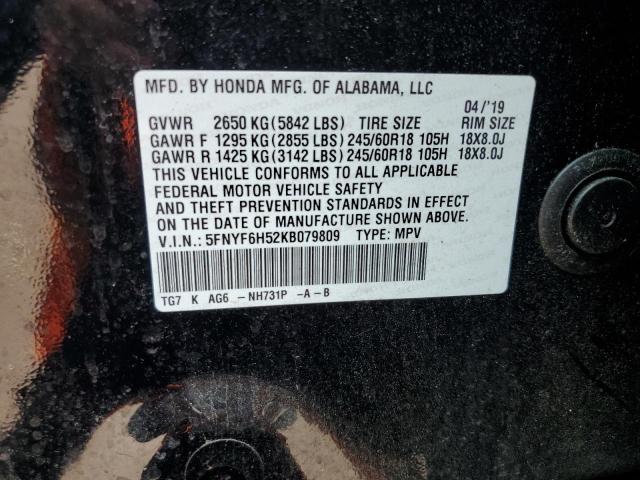 MFD. BY HONDA MFG. OF ALABAMA, LLC
04/'19
GVWR 2650 KG(5842 LBS) TIRE SIZE RIM SIZE
GAWR F 1295 KG(2855 LBS)245/60R18 105H 18X8.0J
GAWR R 1425 KG(3142 LBS)245/60R18 105H 18X8.0J
THIS VEHICLE CONFORMS TO ALL APPLICABLE
FEDERAL MOTOR VEHICLE SAFETY
AND THEFT PREVENTION STANDARDS IN EFFECT
ON THE DATE OF MANUFACTURE SHOWN ABOVE.
V.I.N.: 5FNYF6H52KB079809 TYPE: MPV
TG7 K AG6 -NH731P -A-B